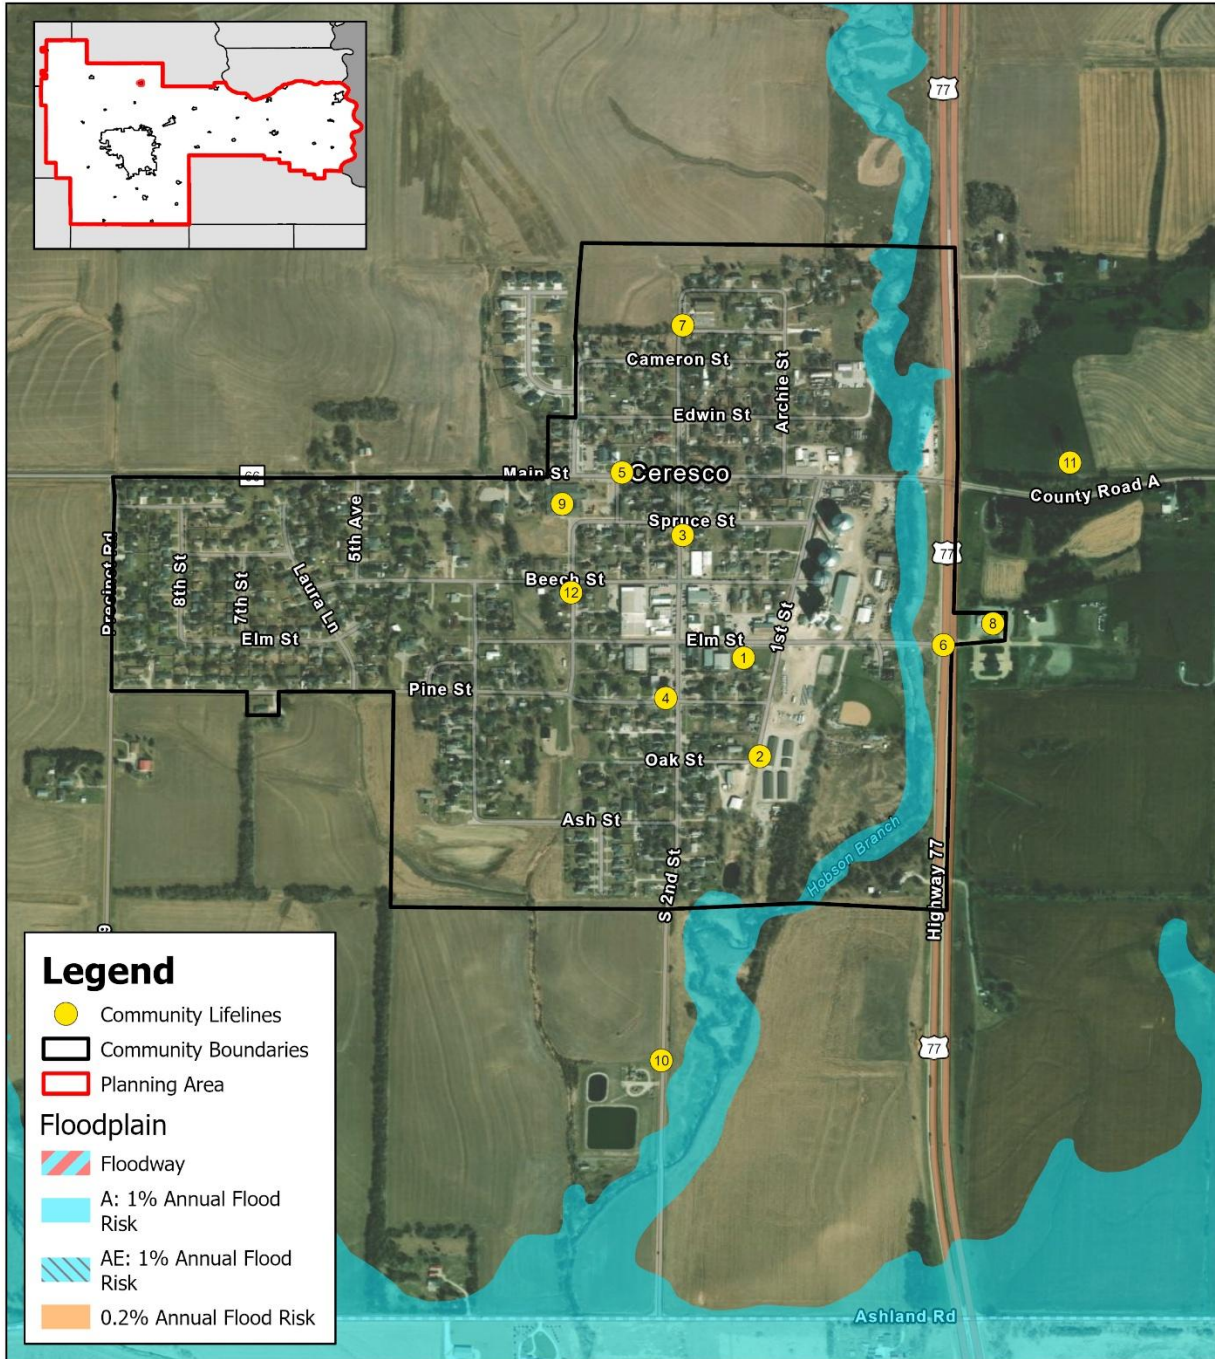 77
7
Cameron St
Archie St
Edwin St
Main St
5
Ceresco
66
11
County Road A
9
Spruce St
3
5th Ave
77
Precinct Rd
8th St
7th St
Laura Ln
Beech St
12
Elm St
Elm St
1st St
8
6
1
Pine St
4
Oak St
2
Ash St
Hobson Branch
S 2nd St
Highway 77
9
77
10
Ashland Rd
Legend
Community Lifelines
Community Boundaries
Planning Area
Floodplain
Floodway
A: 1% Annual Flood
Risk
AE: 1% Annual Flood
Risk
0.2% Annual Flood Risk